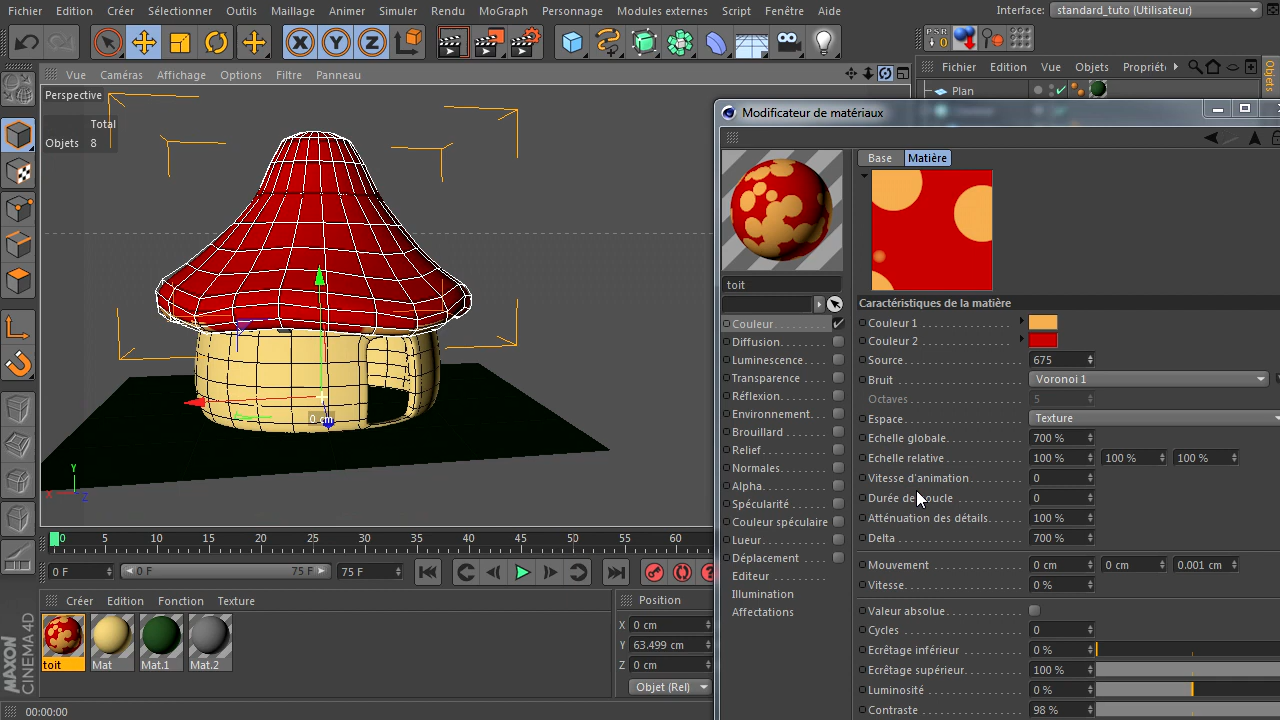 Fichier Edition Créer Sélectionner Outils Maillage Animer Simuler Rendu MoGraph Personnage Modules externes Script Fenêtre Aide Interface: standard_tuto (Utilisateur)
X Y Z PSR 0
Vue Caméras Affichage Options Filtre Panneau Fichier Edition Vue Objets Propriét Objets
Perspective
Plan
Total
Objets 8
Modificateur de matériaux
Base Matière
toit
Caractéristiques de la matière
Couleur Couleur 1
Diffusion Couleur 2
Luminescence Source 675
Transparence Bruit Voronoi 1
Réflexion Octaves 5
Environnement Espace Texture
Brouillard Echelle globale 700 %
Relief Echelle relative 100 % 100 % 100 %
Normales Vitesse d'animation 0
Alpha Durée de boucle 0
Spécularité Atténuation des détails 100 %
Couleur spéculaire Delta 700 %
Lueur Mouvement 0 cm 0 cm 0.001 cm
Déplacement Vitesse 0 %
Editeur
Illumination Valeur absolue
Affectations Cycles 0
Ecrêtage inférieur 0 %
Ecrêtage supérieur 100 %
Luminosité 0 %
Contraste 98 %
0 cm
Y
X Z
0 5 10 15 20 25 30 35 40 45 50 55 60
0 F 0 F 75 F 75 F
Créer Edition Fonction Texture Position
X 0 cm
Y 63.499 cm
Z 0 cm
toit Mat Mat.1 Mat.2
Objet (Rel)
MAXON
CINEMA 4D
00:00:00